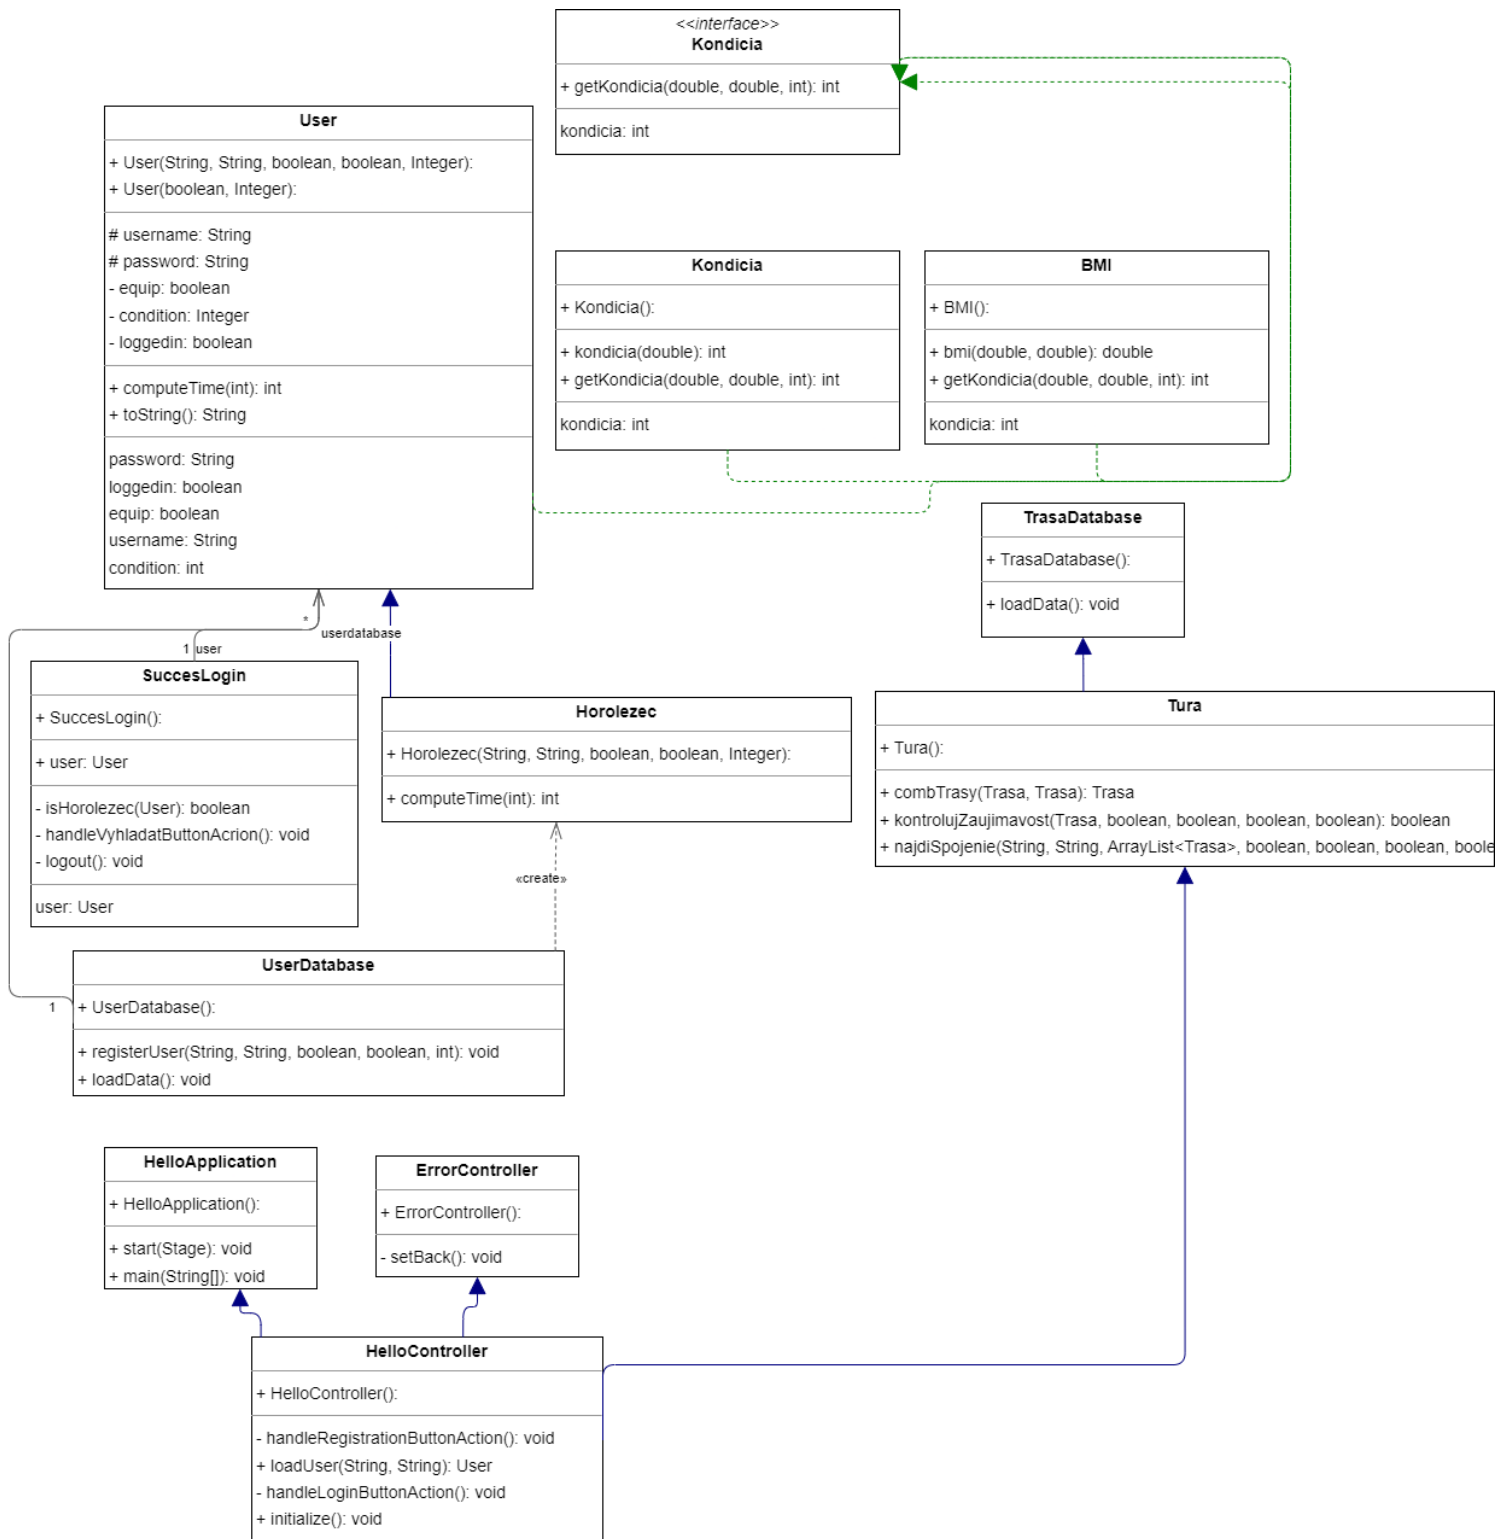 <<interface>>
Kondicia
+ getKondicia(double, double, int): int
kondicia: int
User
+ User(String, String, boolean, boolean, Integer):
+ User(boolean, Integer):
# username: String
# password: String
- equip: boolean
- condition: Integer
- loggedin: boolean
+ computeTime(int): int
+ toString(): String
password: String
loggedin: boolean
equip: boolean
username: String
condition: int
Kondicia
+ Kondicia():
+ kondicia(double): int
+ getKondicia(double, double, int): int
kondicia: int
BMI
+ BMI():
+ bmi(double, double): double
+ getKondicia(double, double, int): int
kondicia: int
TrasaDatabase
+ TrasaDatabase():
+ loadData(): void
*
userdatabase
1 user
SuccesLogin
+ SuccesLogin():
+ user: User
- isHorolezec(User): boolean
- handleVyhladatButtonAcrion(): void
- logout(): void
user: User
Horolezec
+ Horolezec(String, String, boolean, boolean, Integer):
+ computeTime(int): int
Tura
+ Tura():
+ combTrasy(Trasa, Trasa): Trasa
+ kontrolujZaujimavost(Trasa, boolean, boolean, boolean, boolean): boolean
+ najdiSpojenie(String, String, ArrayList<Trasa>, boolean, boolean, boolean, boole
«create»
1
UserDatabase
+ UserDatabase():
+ registerUser(String, String, boolean, boolean, int): void
+ loadData(): void
HelloApplication
+ HelloApplication():
+ start(Stage): void
+ main(String[]): void
ErrorController
+ ErrorController():
- setBack(): void
HelloController
+ HelloController():
- handleRegistrationButtonAction(): void
+ loadUser(String, String): User
- handleLoginButtonAction(): void
+ initialize(): void